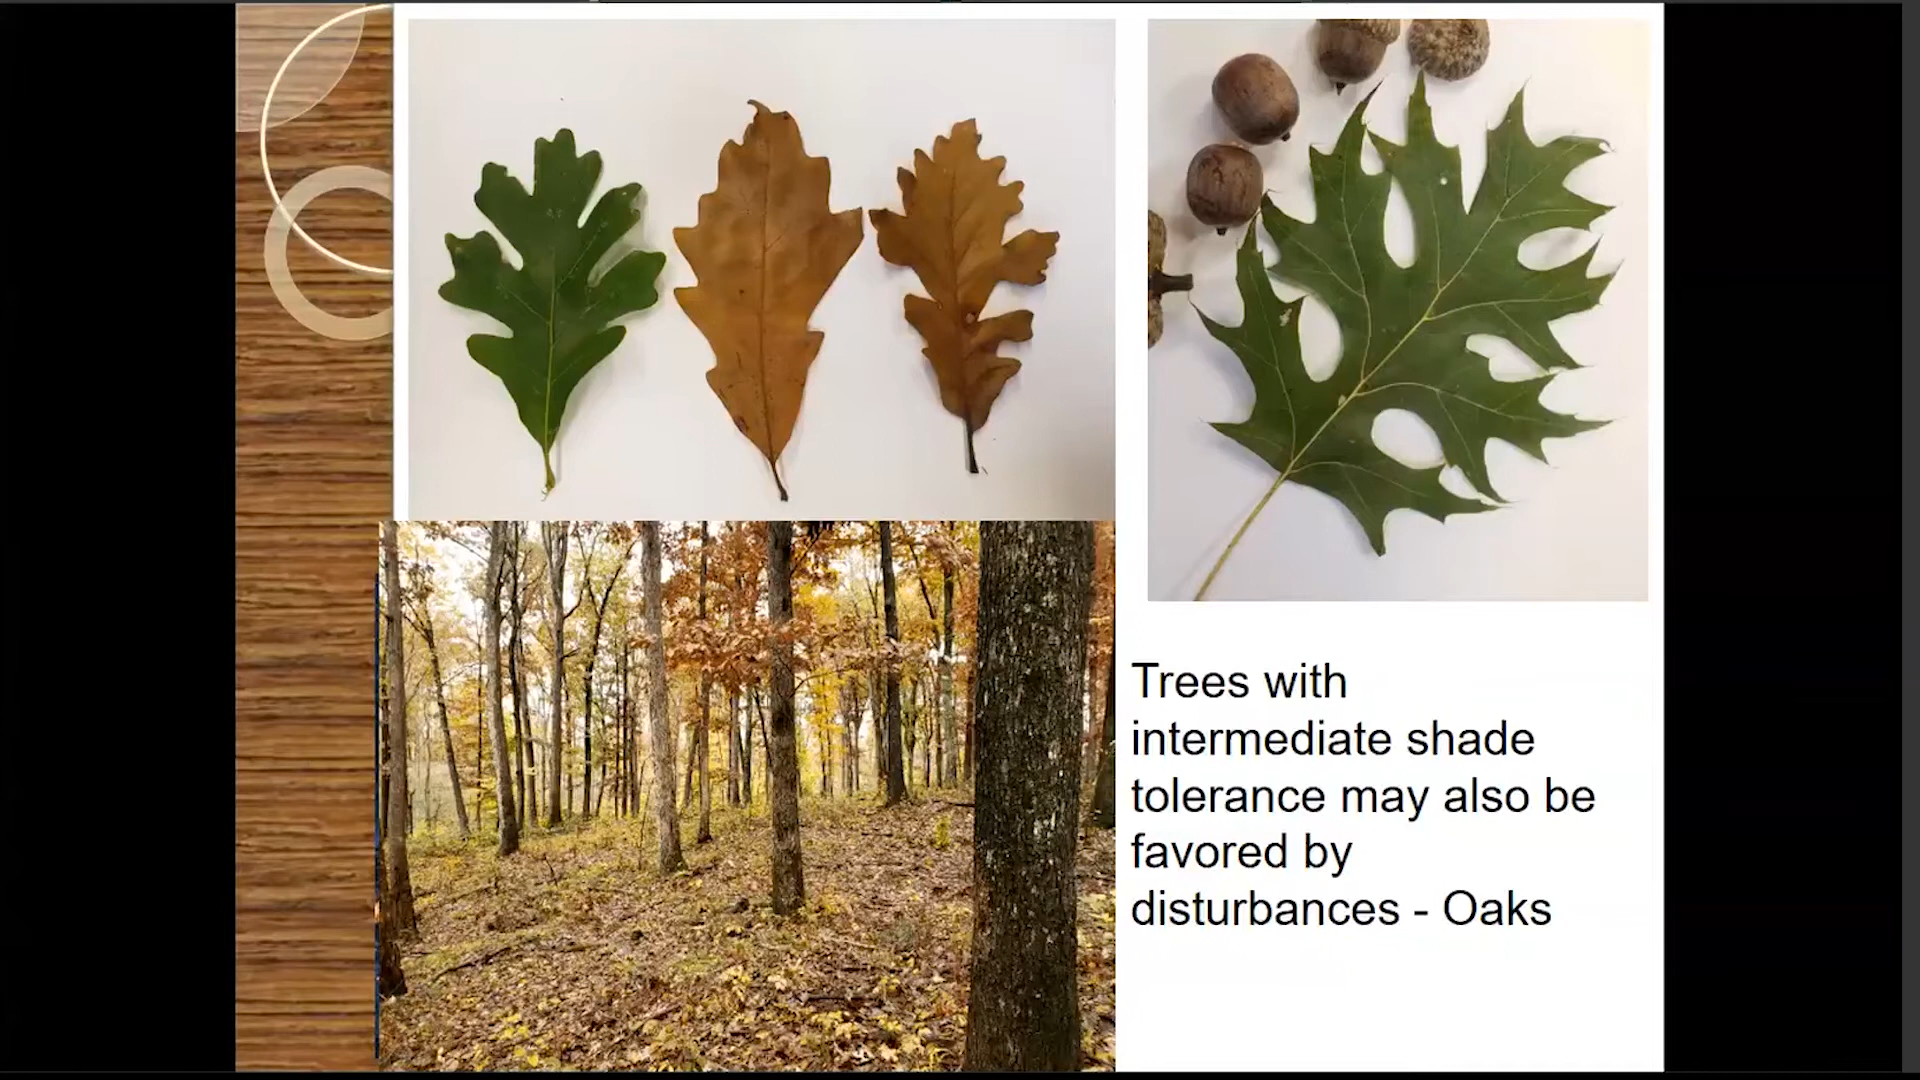 Trees with
intermediate shade
tolerance may also be
favored by
disturbances - Oaks